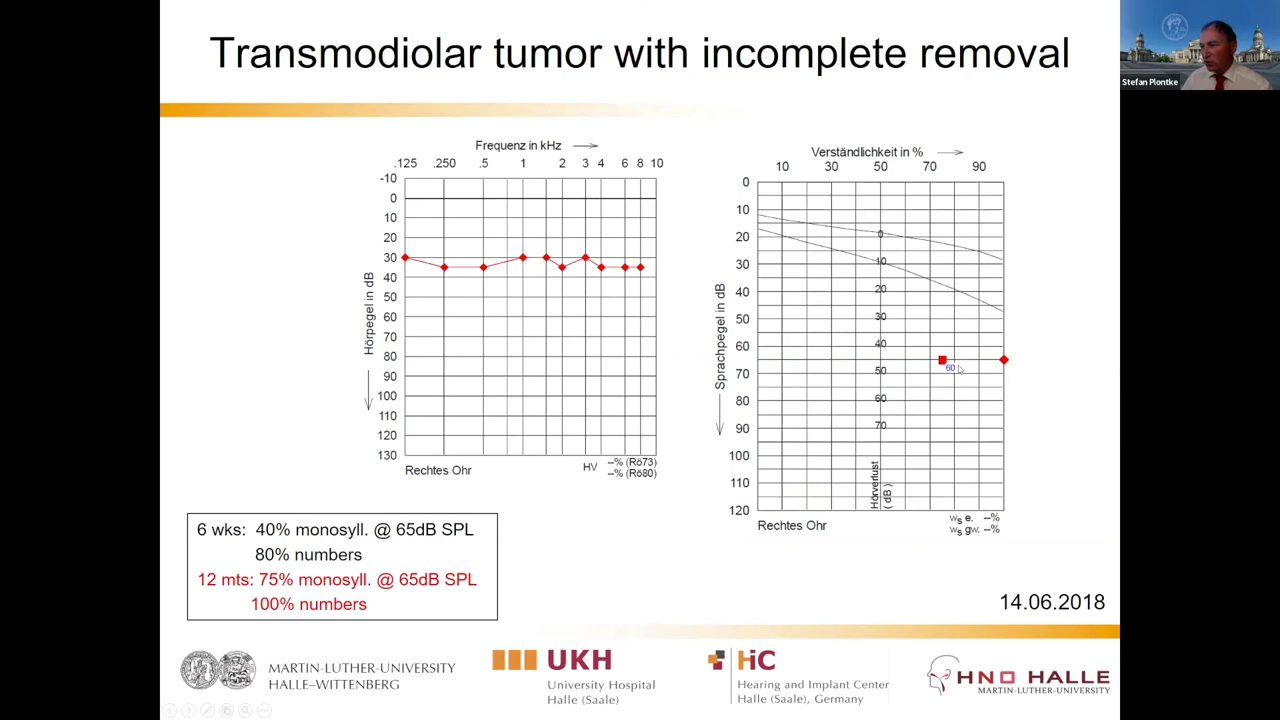 Transmodiolar tumor with incomplete removal
Stefan Plontke
Frequenz in kHz
.125 .250 .5 1 2 3 4 6 8 10
-10
0
10
20
30
40
50
60
70
80
90
100
110
120
130
Hörpegel in dB
Rechtes Ohr
HV --% (Rö73)
--% (Rö80)
Verständlichkeit in %
10 30 50 70 90
0
10
20
30
40
50
60
70
80
90
100
110
120
Sprachpegel in dB
0
10
20
30
40
50
60
70
60
Hörverlust
(dB)
Rechtes Ohr
ws e. --%
ws gw. --%
6 wks: 40% monosyll. @ 65dB SPL
80% numbers
12 mts: 75% monosyll. @ 65dB SPL
100% numbers
14.06.2018
MARTIN-LUTHER-UNIVERSITY
HALLE–WITTENBERG
UKH
University Hospital
Halle (Saale)
HiC
Hearing and Implant Center
Halle (Saale), Germany
HNO HALLE
MARTIN-LUTHER-UNIVERSITY